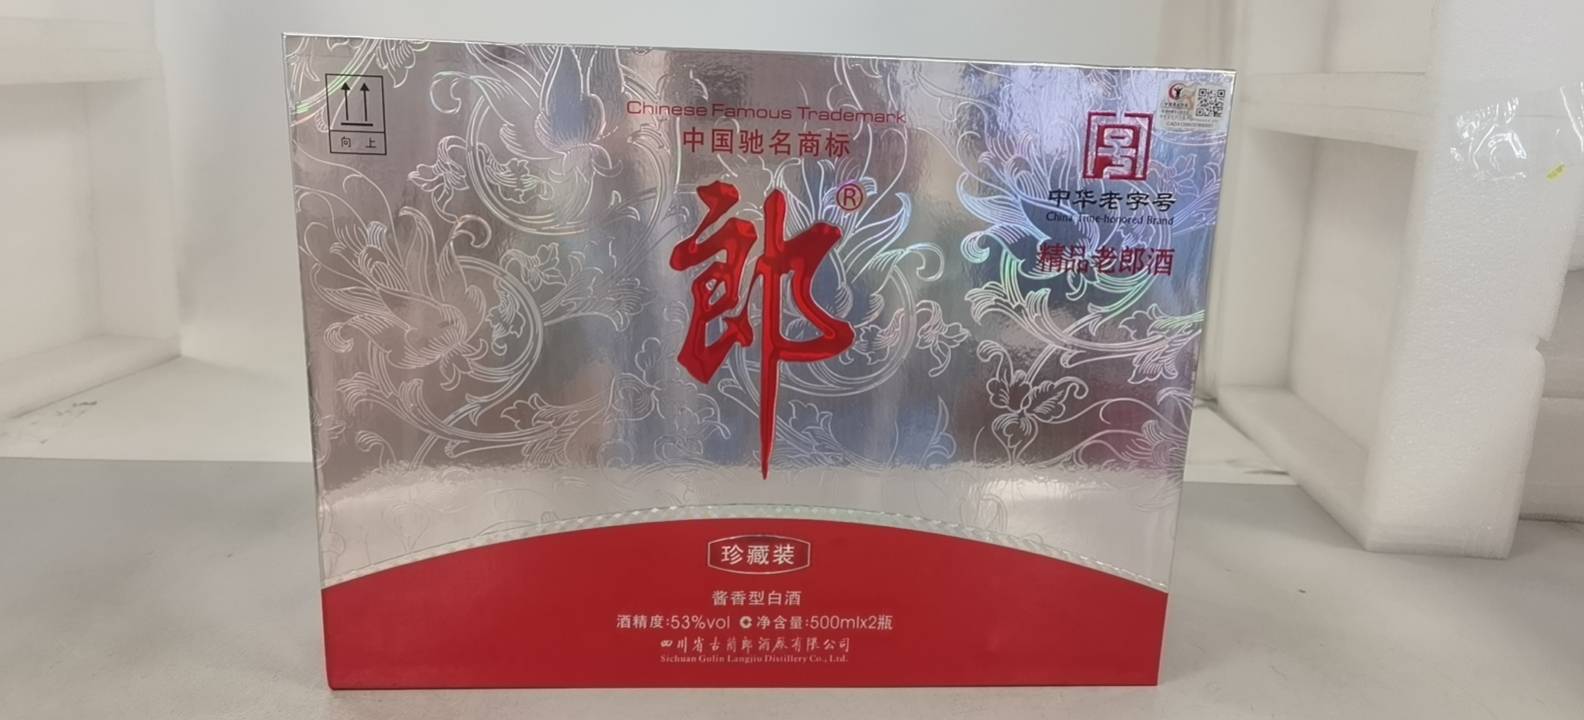 向上
Chinese Famous Trademark
中国驰名商标
郎®
中华老字号
China Time-honored Brand
精品老郎酒
珍藏装
酱香型白酒
酒精度:53%vol C净含量:500mlx2瓶
四川省古蔺郎酒厂有限公司
Sichuan Gulin Langjiu Distillery Co., Ltd.